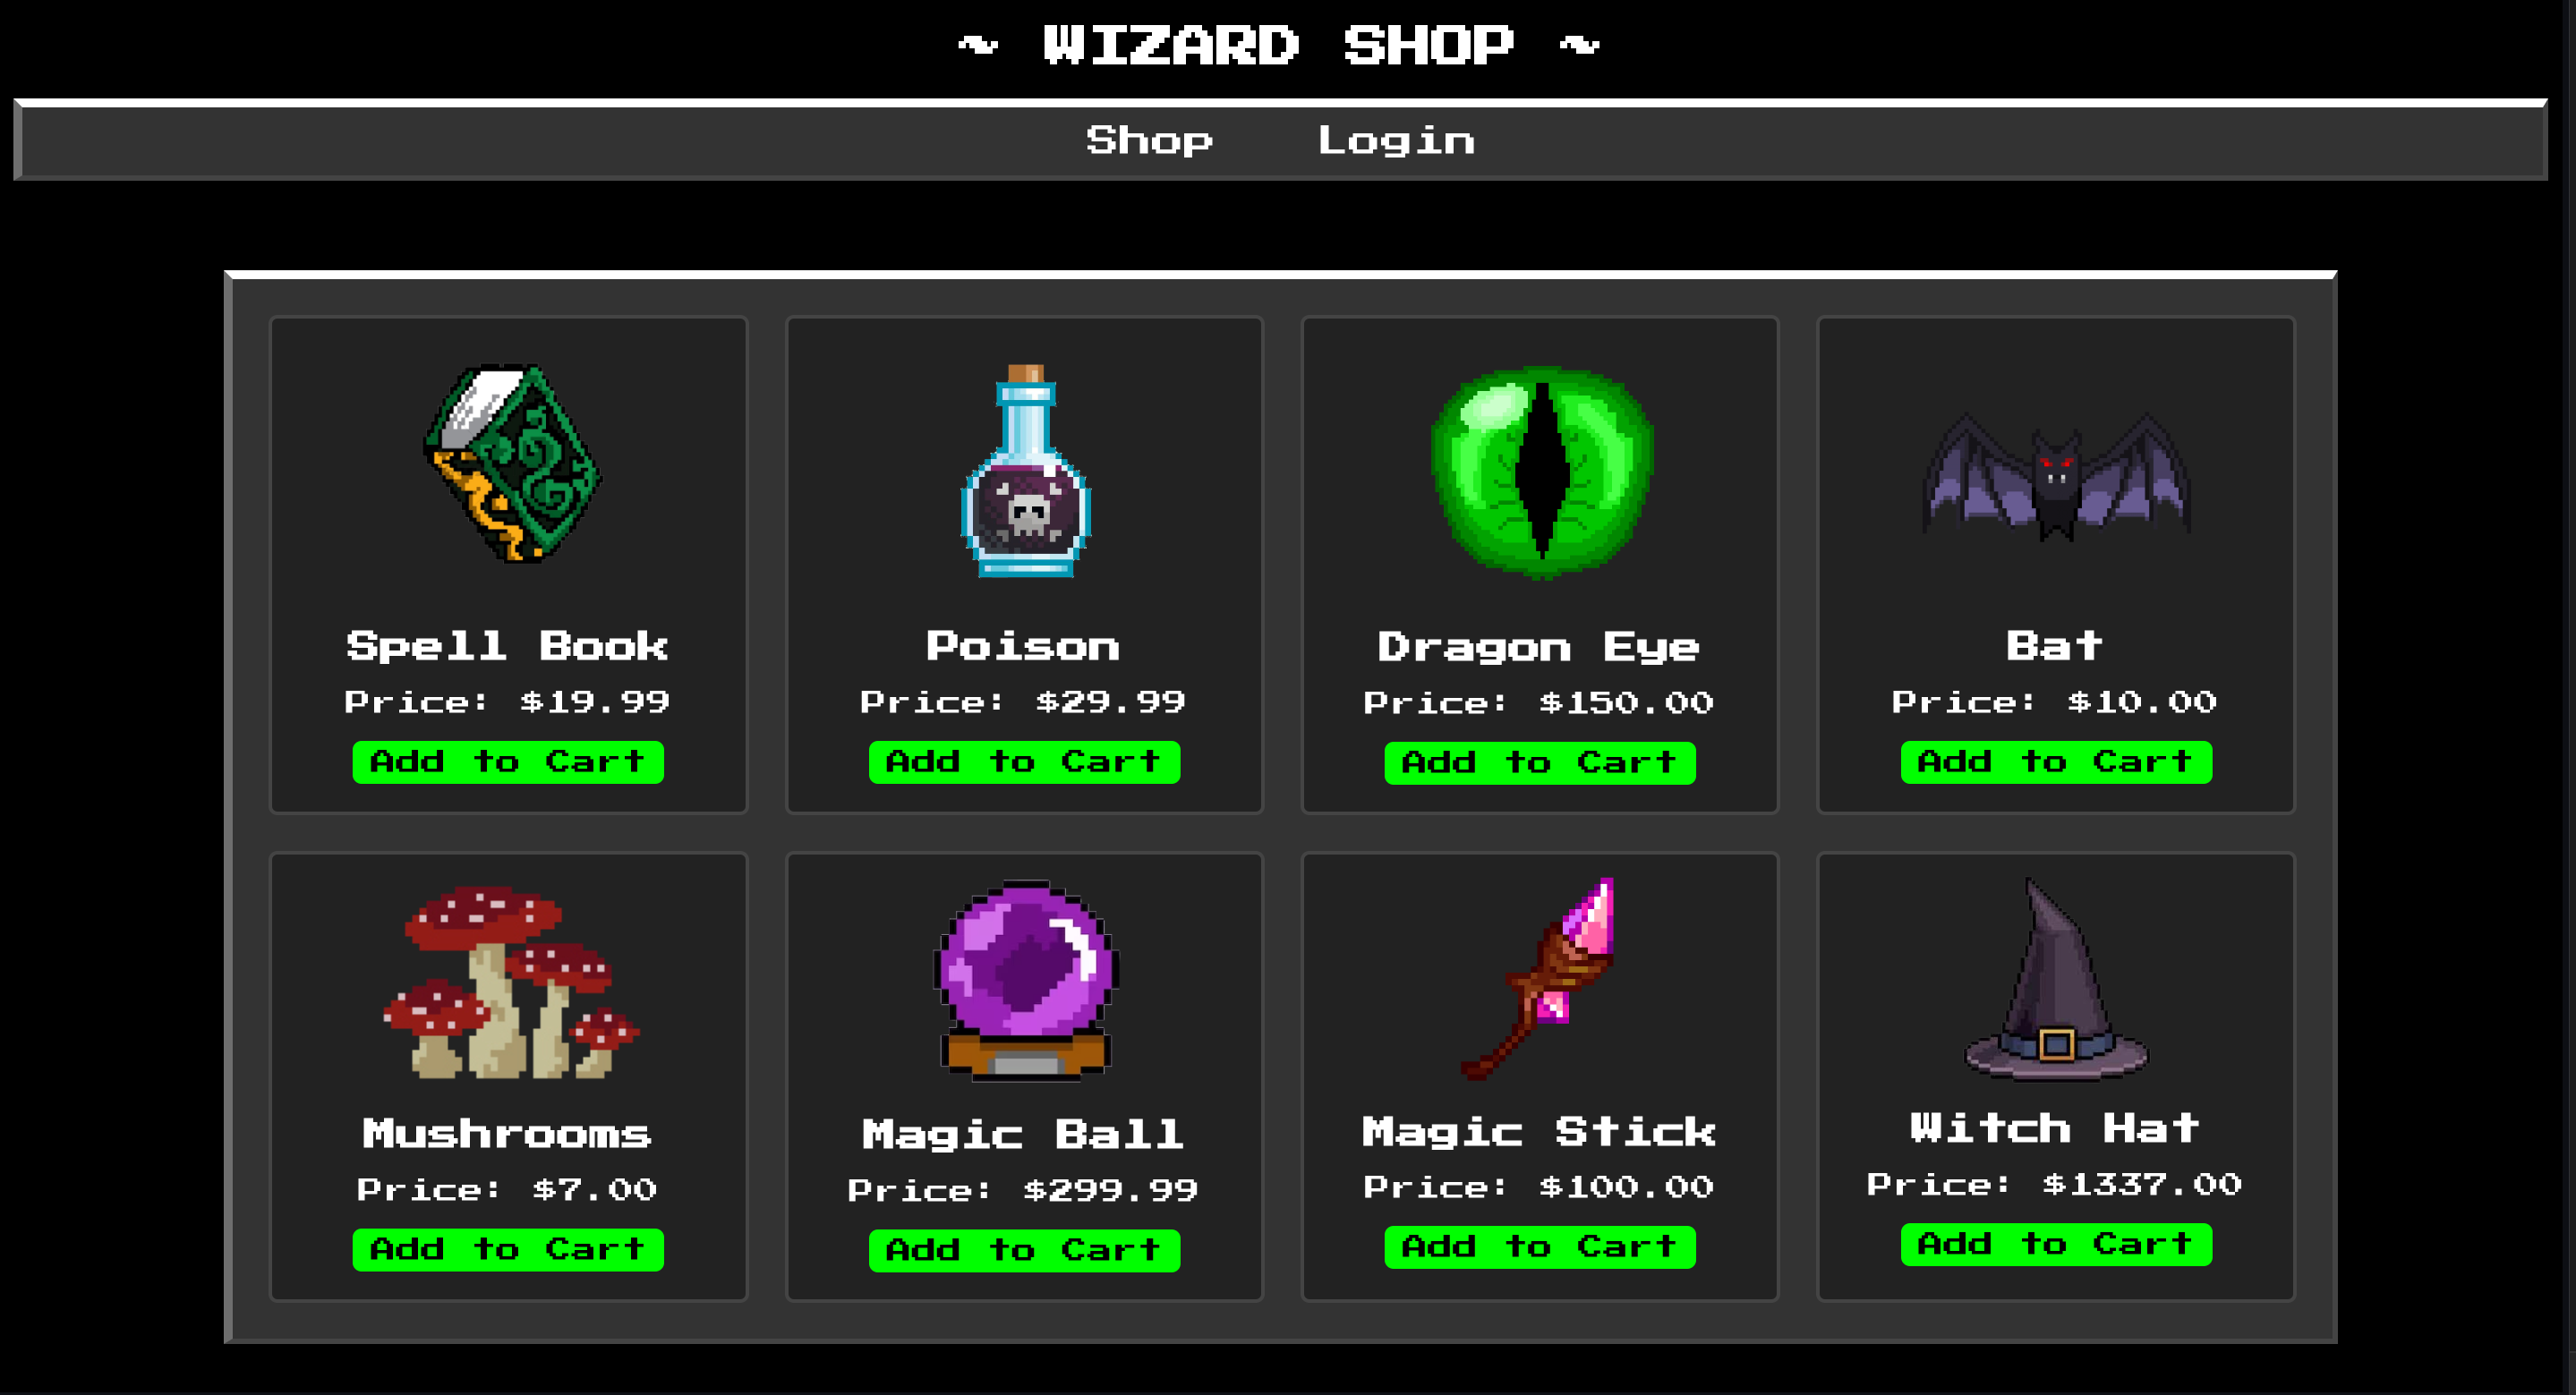 ~ WIZARD SHOP ~
Shop Login
Spell Book
Price: $19.99
Add to Cart
Poison
Price: $29.99
Add to Cart
Dragon Eye
Price: $150.00
Add to Cart
Bat
Price: $10.00
Add to Cart
Mushrooms
Price: $7.00
Add to Cart
Magic Ball
Price: $299.99
Add to Cart
Magic Stick
Price: $100.00
Add to Cart
Witch Hat
Price: $1337.00
Add to Cart